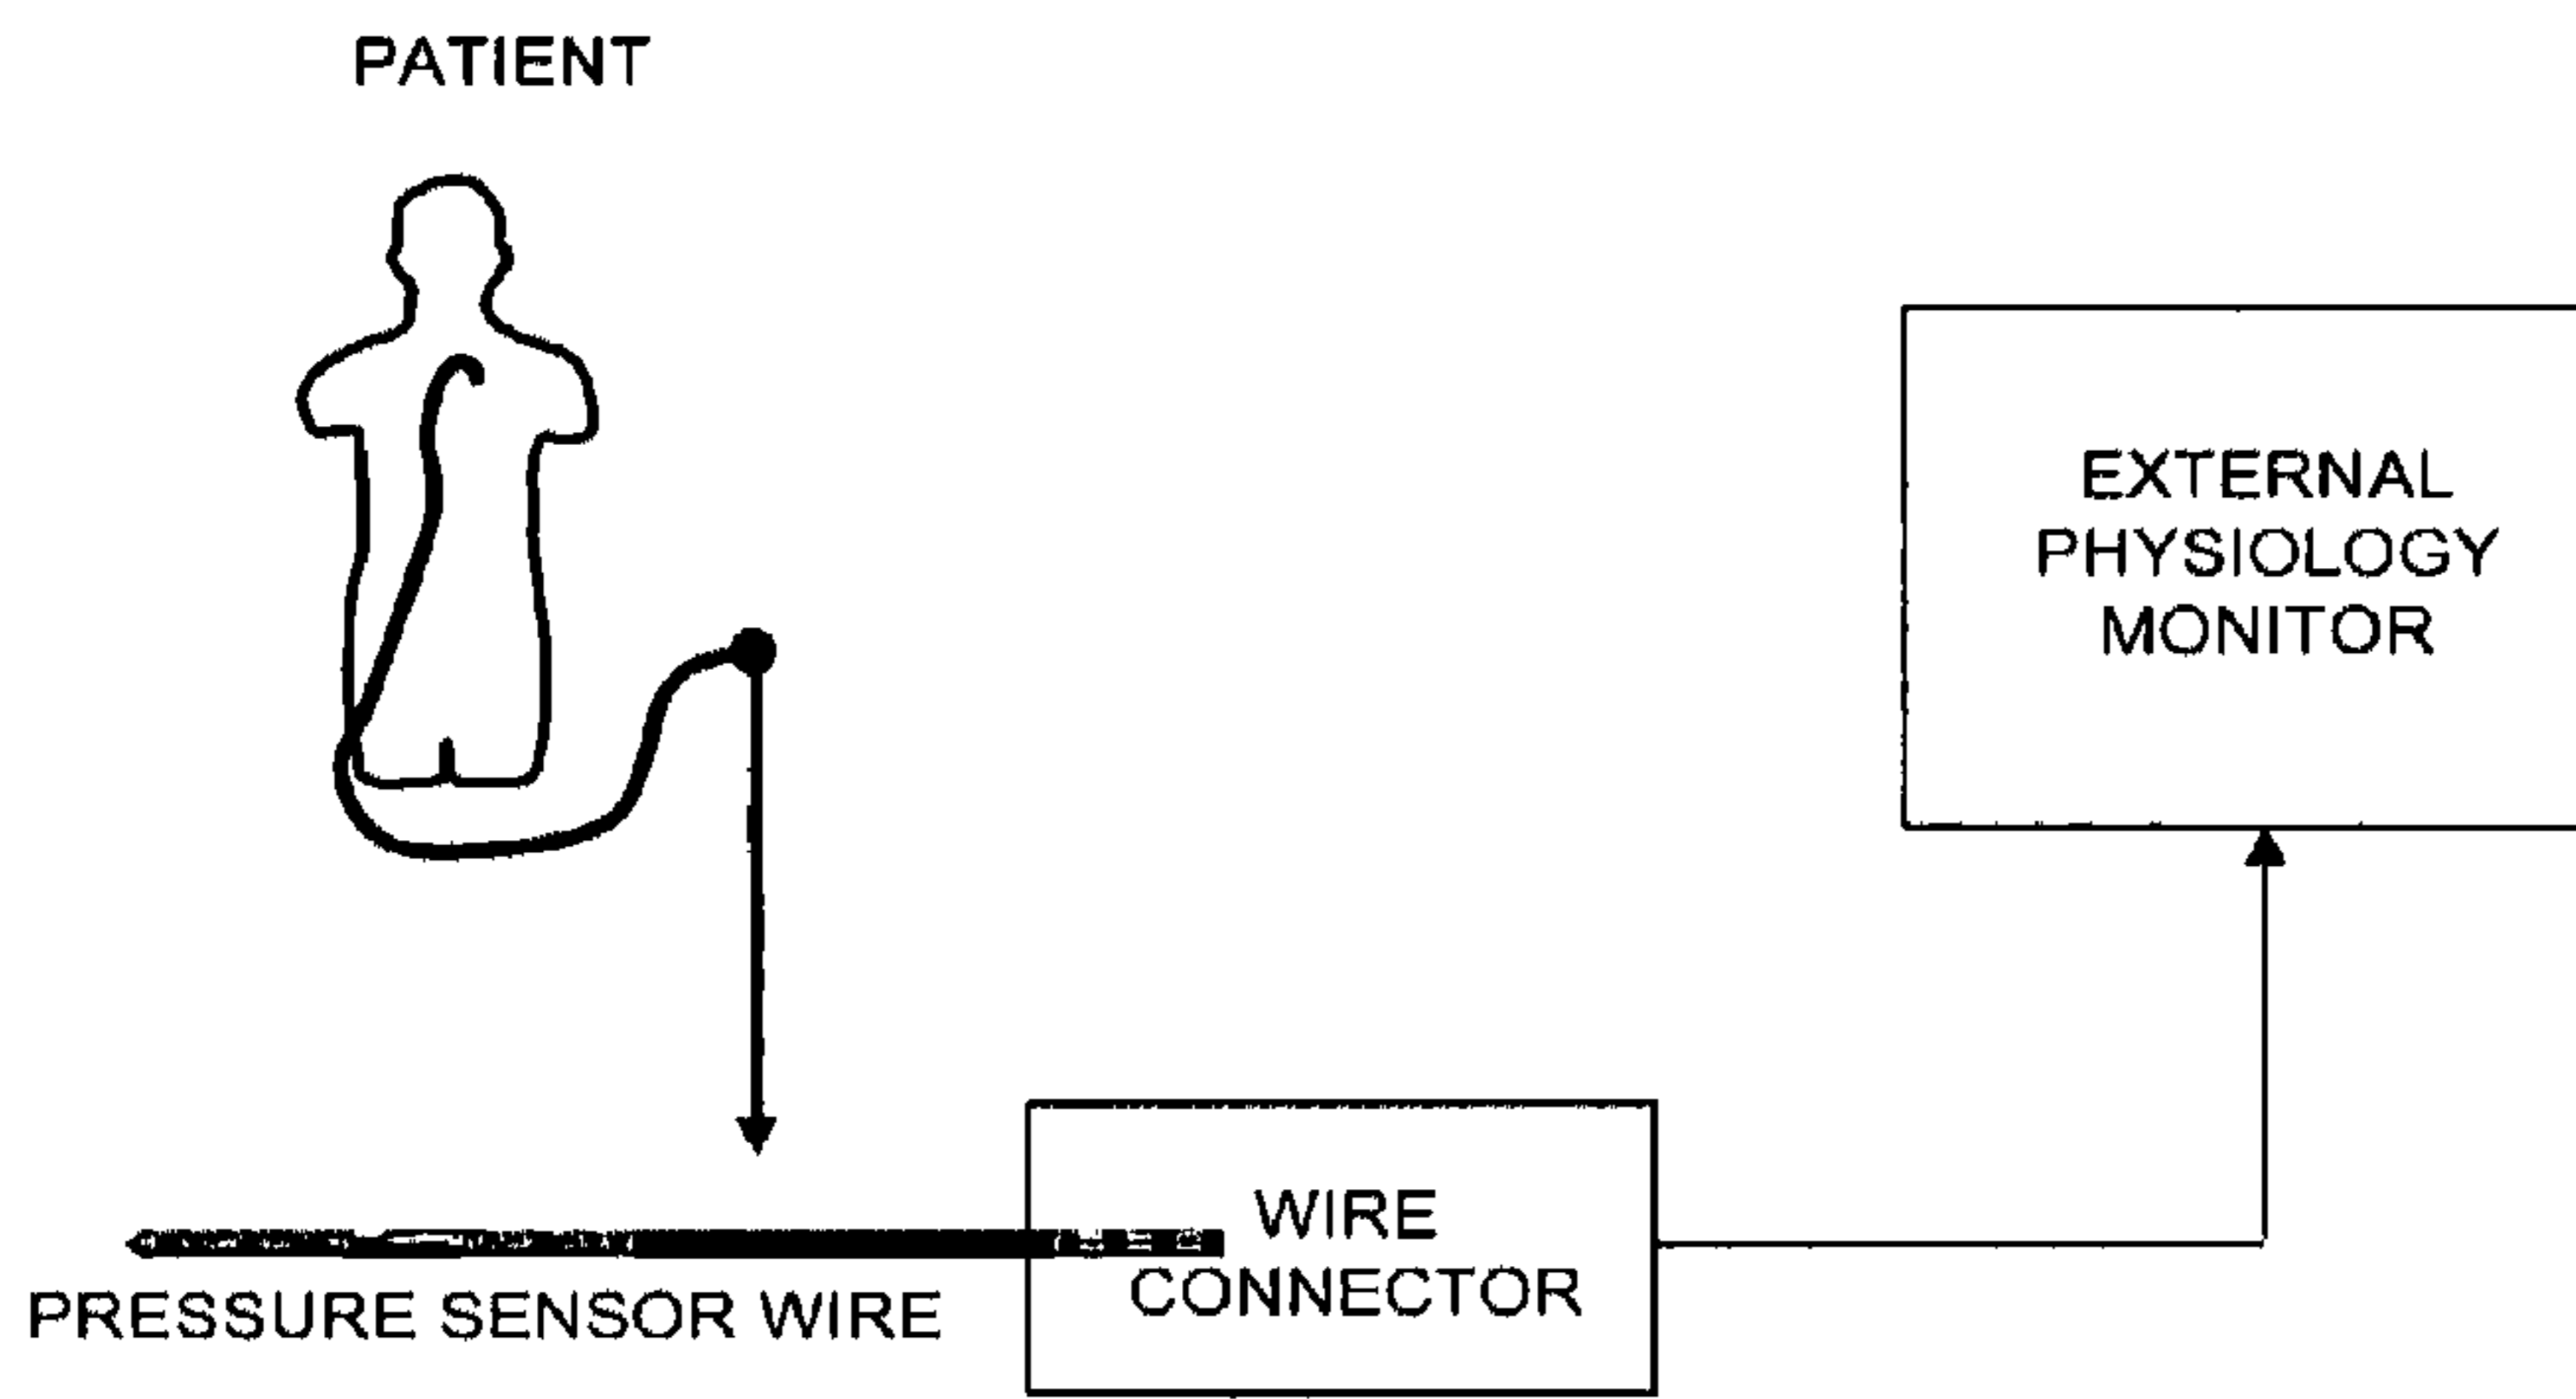 PATIENT
EXTERNAL
PHYSIOLOGY
MONITOR
WIRE
CONNECTOR
PRESSURE SENSOR WIRE